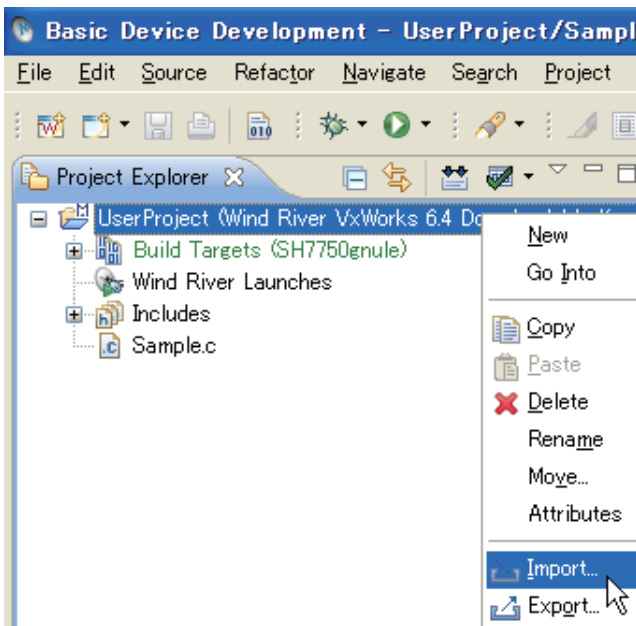 Basic Device Development - UserProject/Sampl
File Edit Source Refactor Navigate Search Project
010
Project Explorer
UserProject (Wind River VxWorks 6.4
Build Targets (SH7750gnule)
Wind River Launches
Includes
Sample.c
New
Go Into
Copy
Paste
Delete
Rename
Move...
Attributes
Import...
Export...